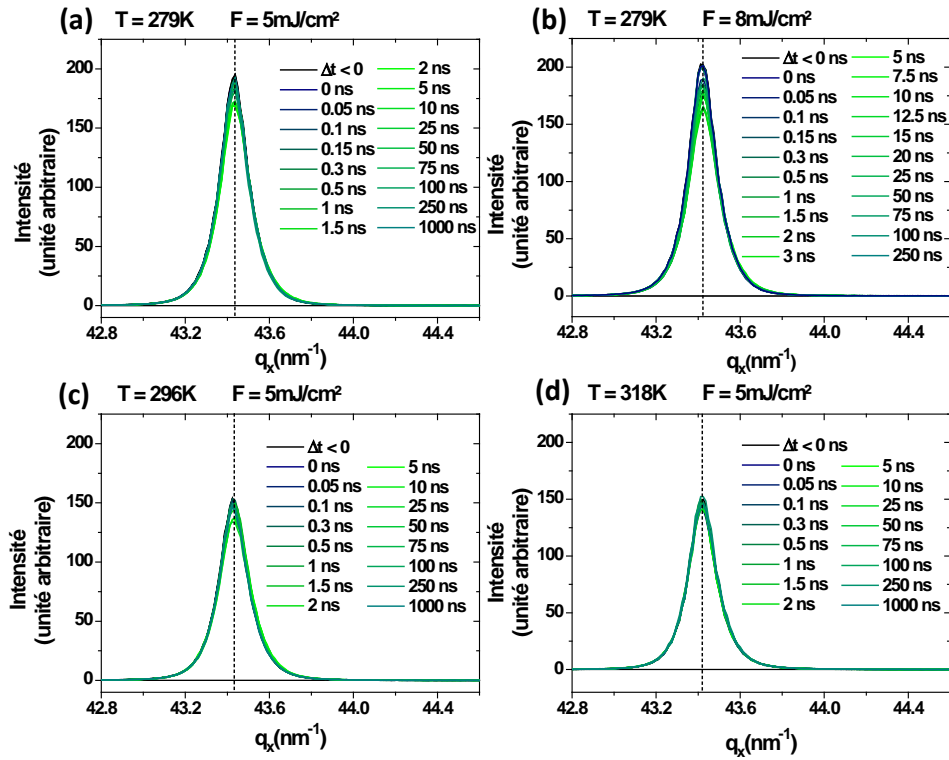 (a) T = 279K F = 5mJ/cm²
Intensité
(unité arbitraire)
200
150
100
50
0
Δt < 0
0 ns
0.05 ns
0.1 ns
0.15 ns
0.3 ns
0.5 ns
1 ns
1.5 ns
2 ns
5 ns
10 ns
25 ns
50 ns
75 ns
100 ns
250 ns
1000 ns
42.8 43.2 43.6 44.0 44.4
qx(nm⁻¹)
(b) T = 279K F = 8mJ/cm²
Intensité
(unité arbitraire)
200
150
100
50
0
Δt < 0 ns
0 ns
0.05 ns
0.1 ns
0.15 ns
0.3 ns
0.5 ns
1 ns
1.5 ns
2 ns
3 ns
5 ns
7.5 ns
10 ns
12.5 ns
15 ns
20 ns
25 ns
50 ns
75 ns
100 ns
250 ns
42.8 43.2 43.6 44.0 44.4
qx(nm⁻¹)
(c) T = 296K F = 5mJ/cm²
Intensité
(unité arbitraire)
200
150
100
50
0
Δt < 0
0 ns
0.05 ns
0.1 ns
0.3 ns
0.5 ns
1 ns
1.5 ns
2 ns
5 ns
10 ns
25 ns
50 ns
75 ns
100 ns
250 ns
1000 ns
42.8 43.2 43.6 44.0 44.4
qx(nm⁻¹)
(d) T = 318K F = 5mJ/cm²
Intensité
(unité arbitraire)
200
150
100
50
0
Δt < 0 ns
0 ns
0.05 ns
0.1 ns
0.3 ns
0.5 ns
1 ns
1.5 ns
2 ns
5 ns
10 ns
25 ns
50 ns
75 ns
100 ns
250 ns
1000 ns
42.8 43.2 43.6 44.0 44.4
qx(nm⁻¹)